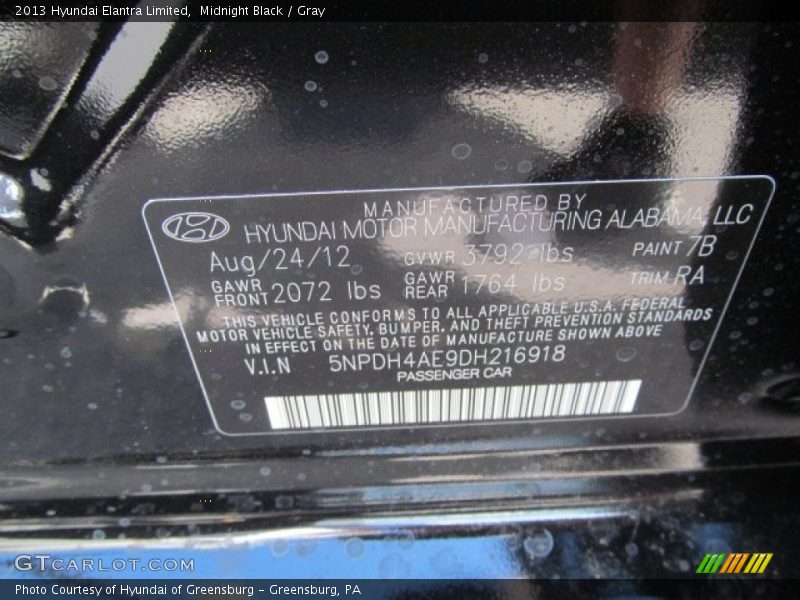 2013 Hyundai Elantra Limited, Midnight Black / Gray
MANUFACTURED BY
HYUNDAI MOTOR MANUFACTURING ALABAMA, LLC
Aug/24/12 GVWR 3792 lbs PAINT 7B
GAWR FRONT 2072 lbs GAWR REAR 1764 lbs TRIM RA
THIS VEHICLE CONFORMS TO ALL APPLICABLE U.S.A. FEDERAL
MOTOR VEHICLE SAFETY, BUMPER, AND THEFT PREVENTION STANDARDS
IN EFFECT ON THE DATE OF MANUFACTURE SHOWN ABOVE
V.I.N 5NPDH4AE9DH216918
PASSENGER CAR
GTCARLOT.COM
Photo Courtesy of Hyundai of Greensburg - Greensburg, PA